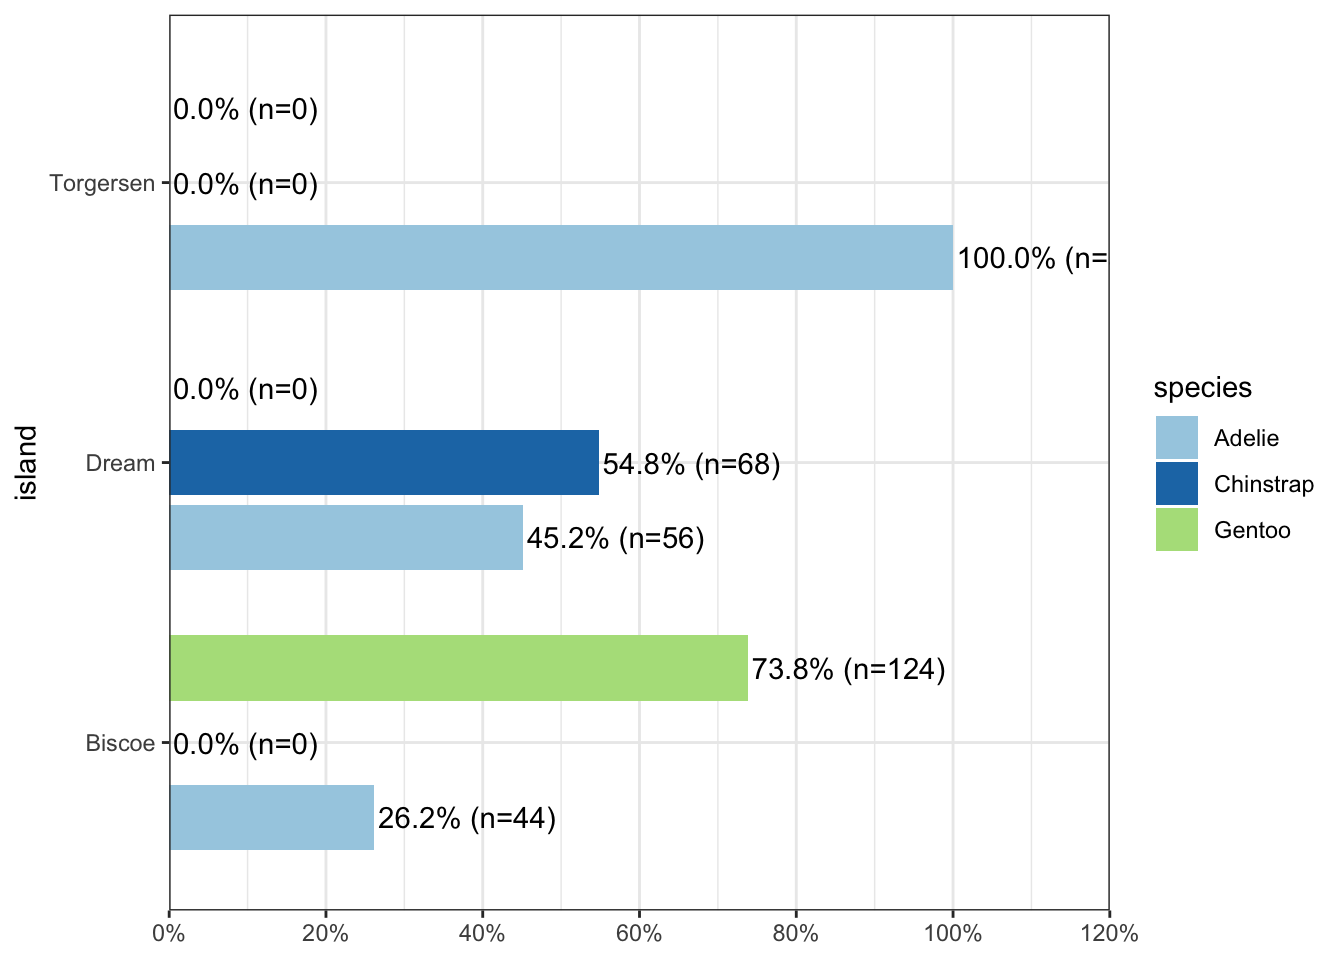 0.0% (n=0)
Torgersen
0.0% (n=0)
100.0% (n=
0.0% (n=0)
Dream
54.8% (n=68)
45.2% (n=56)
73.8% (n=124)
Biscoe
0.0% (n=0)
26.2% (n=44)
0% 20% 40% 60% 80% 100% 120%
island
species
Adelie
Chinstrap
Gentoo